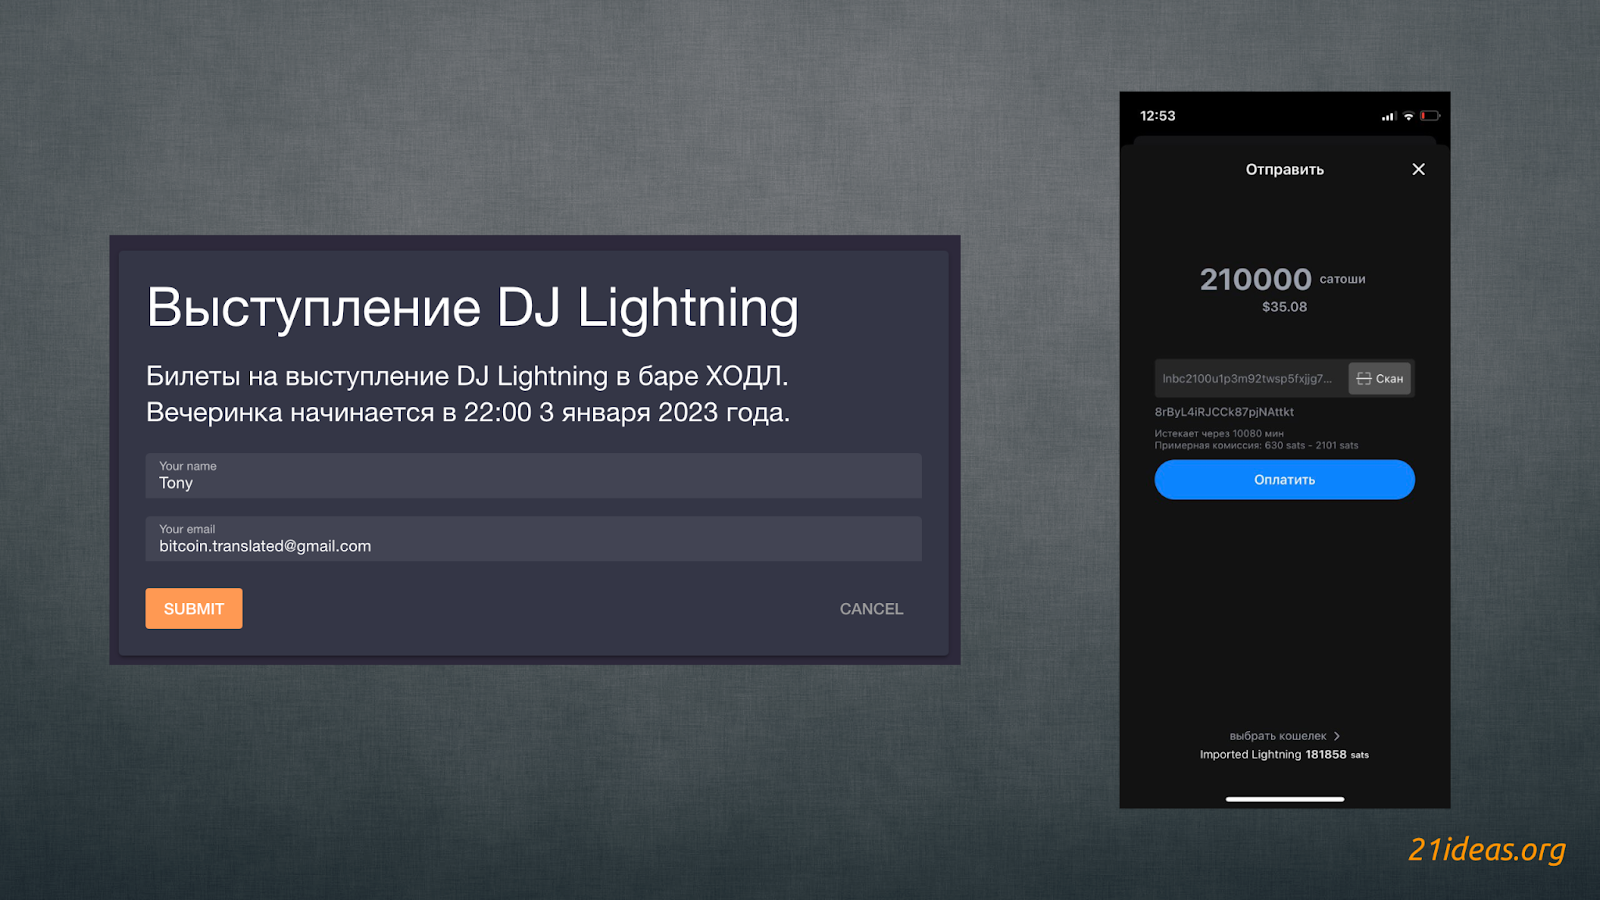 Выступление DJ Lightning
Билеты на выступление DJ Lightning в баре ХОДЛ.
Вечеринка начинается в 22:00 3 января 2023 года.
Your name
Tony
Your email
bitcoin.translated@gmail.com
SUBMIT
CANCEL
12:53
Отправить
210000 сатоши
$35.08
lnbc2100u1p3m92twsp5fxjjg7...
Скан
8rByL4iRJCCk87pjNAttkt
Истекает через 10080 мин
Примерная комиссия: 630 sats - 2101 sats
Оплатить
выбрать кошелек
Imported Lightning 181858 sats
21ideas.org